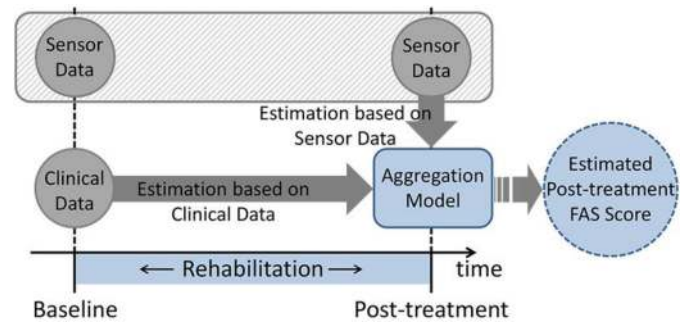 Sensor
Data
Sensor
Data
Estimation based on
Sensor Data
Clinical
Data
Estimation based on
Clinical Data
Aggregation
Model
Estimated
Post-treatment
FAS Score
← Rehabilitation →
time
Baseline
Post-treatment